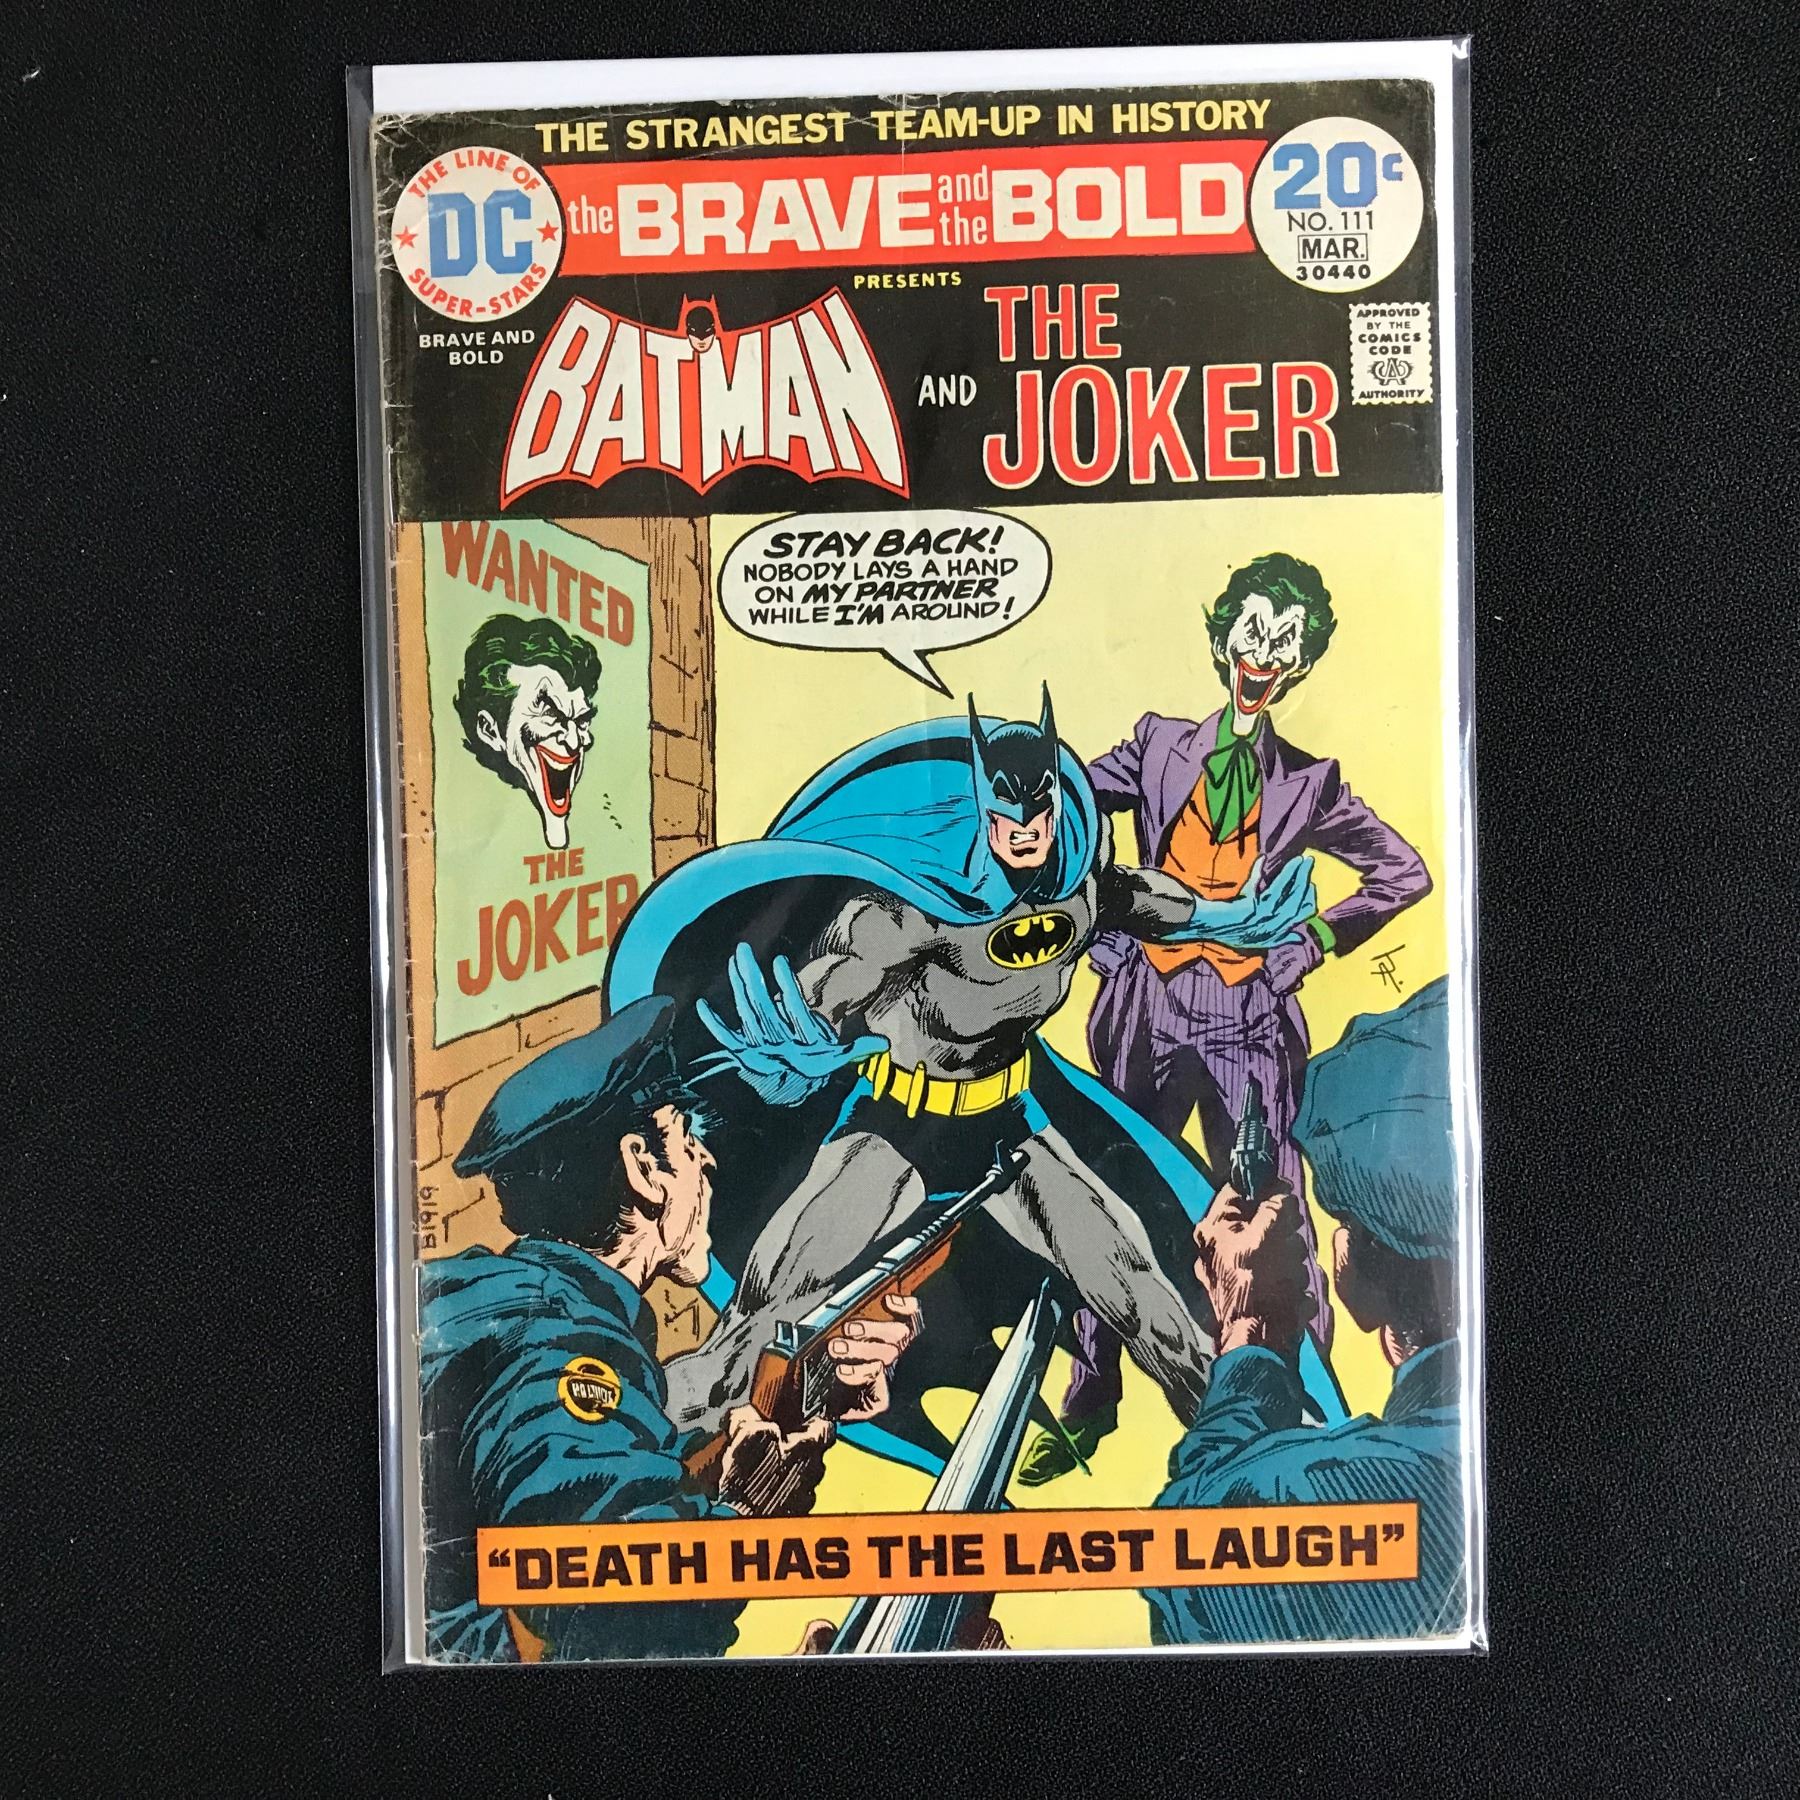 THE STRANGEST TEAM-UP IN HISTORY
THE LINE OF
DC
SUPER-STARS
the BRAVE and the BOLD
20¢
NO. 111
MAR.
30440
BRAVE AND
BOLD
PRESENTS
BATMAN
AND
THE
JOKER
APPROVED
BY THE
COMICS
CODE
AUTHORITY
WANTED
THE
JOKER
STAY BACK!
NOBODY LAYS A HAND
ON MY PARTNER
WHILE I'M AROUND!
B1919
"DEATH HAS THE LAST LAUGH"